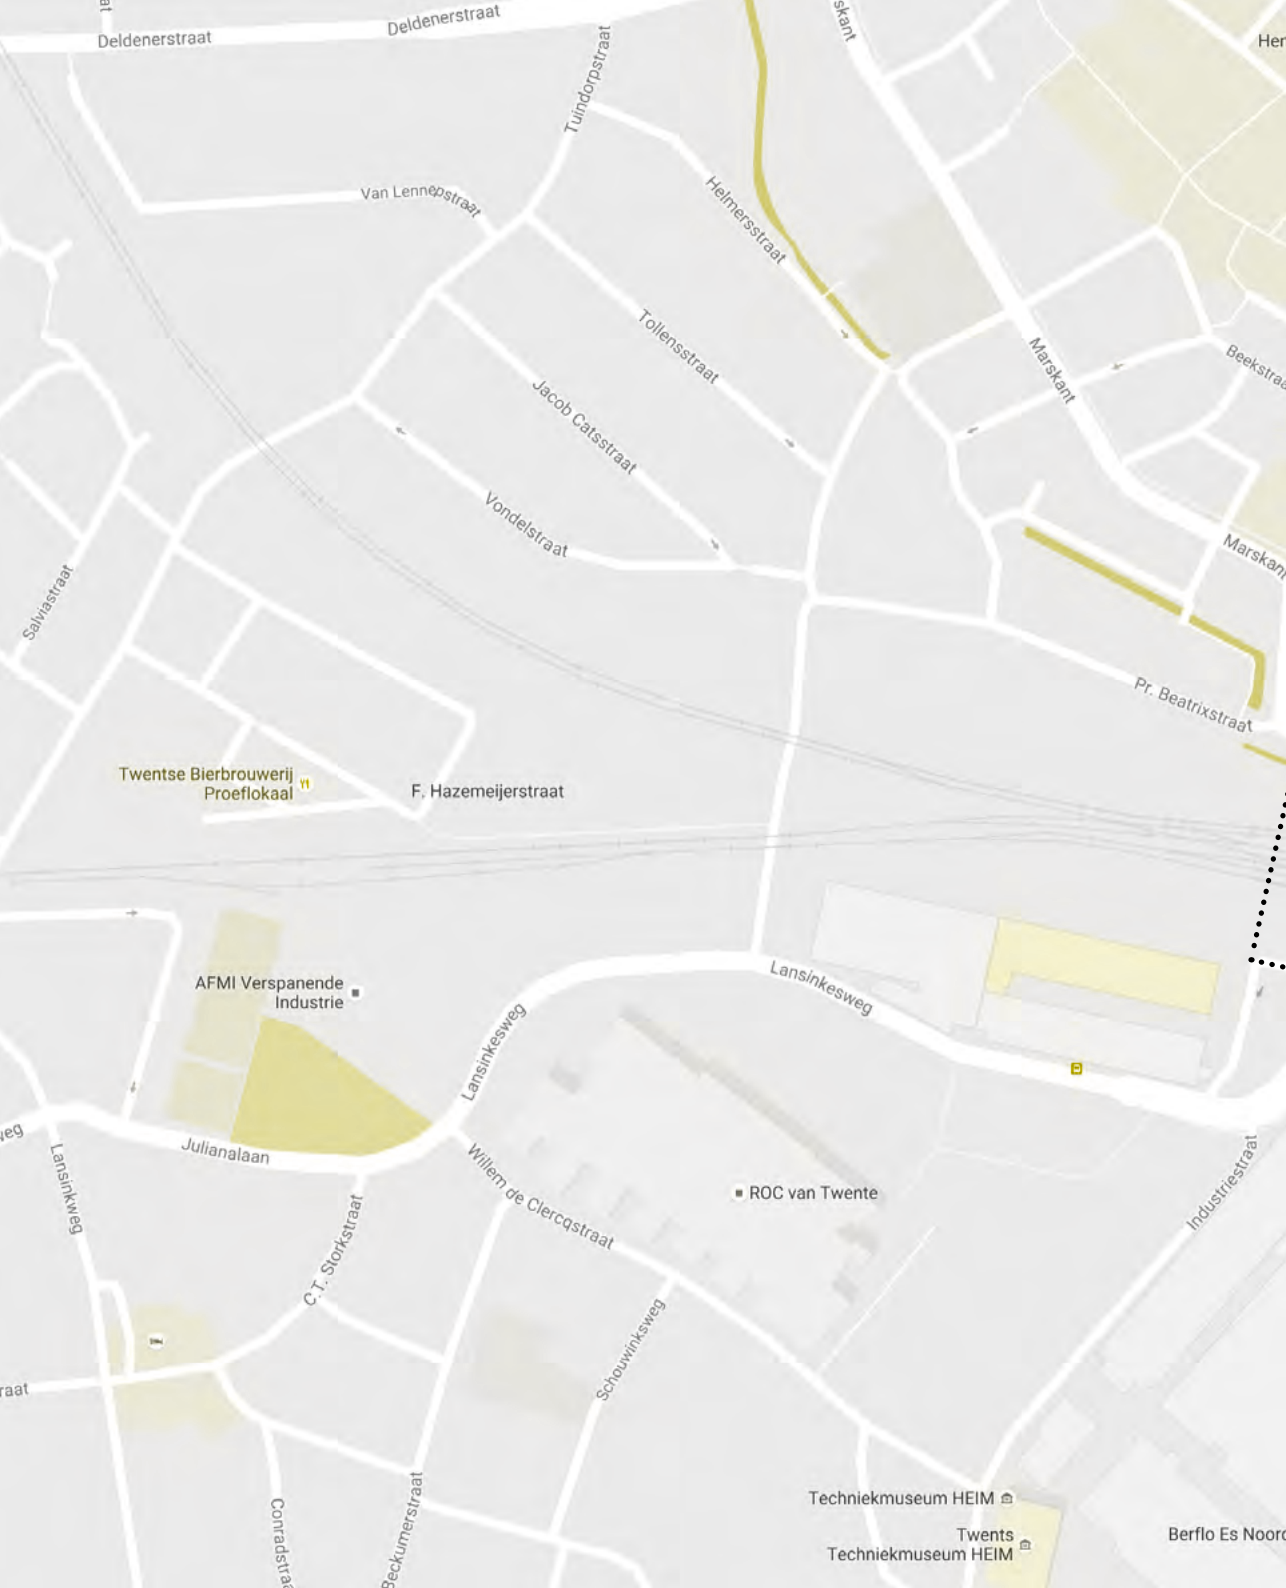 at
Deldenerstraat
Deldenerstraat
skant
Her
Tuindorpstraat
Van Lennepstraat
Helmersstraat
Tollensstraat
Marskant
Beekstraa
Jacob Catsstraat
Vondelstraat
Marskant
Salviastraat
Pr. Beatrixstraat
Twentse Bierbrouwerij
Proeflokaal
F. Hazemeijerstraat
AFMI Verspanende
Industrie
Lansinkesweg
Lansinkesweg
weg
Julianalaan
Lansinkweg
Willem de Clercqstraat
ROC van Twente
Industriestraat
C.T. Storkstraat
Schouwinksweg
raat
Techniekmuseum HEIM
Twents
Techniekmuseum HEIM
Berflo Es Noord
Conradstraa
Beckumerstraat